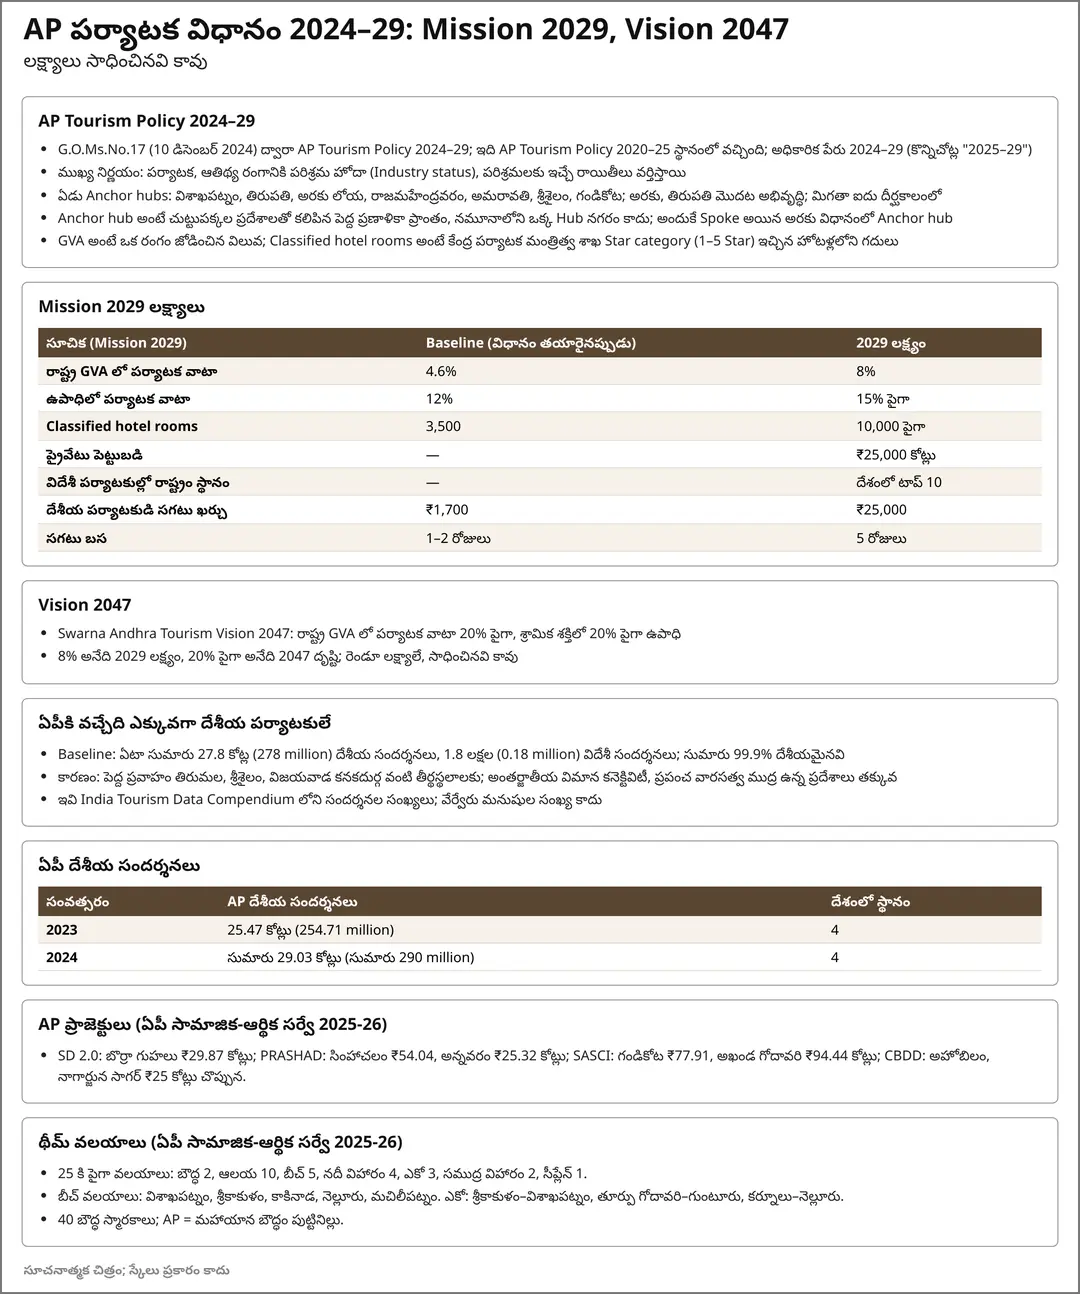 AP పర్యాటక విధానం 2024–29: Mission 2029, Vision 2047
లక్ష్యాలు సాధించినవి కావు
AP Tourism Policy 2024–29
• G.O.Ms.No.17 (10 డిసెంబర్ 2024) ద్వారా AP Tourism Policy 2024–29; ఇది AP Tourism Policy 2020–25 స్థానంలో వచ్చింది; అధికారిక పేరు 2024–29 (కొన్నిచోట్ల "2025–29")
• ముఖ్య నిర్ణయం: పర్యాటక, ఆతిథ్య రంగానికి పరిశ్రమ హోదా (Industry status), పరిశ్రమలకు ఇచ్చే రాయితీలు వర్తిస్తాయి
• ఏడు Anchor hubs: విశాఖపట్నం, తిరుపతి, అరకు లోయ, రాజమహేంద్రవరం, అమరావతి, శ్రీశైలం, గండికోట; అరకు, తిరుపతి మొదట అభివృద్ధి; మిగతా ఐదు దీర్ఘకాలంలో
• Anchor hub అంటే చుట్టుపక్కల ప్రదేశాలతో కలిపిన పెద్ద ప్రణాళికా ప్రాంతం, నమూనాలోని ఒక్క Hub నగరం కాదు; అందుకే Spoke అయిన అరకు విధానంలో Anchor hub
• GVA అంటే ఒక రంగం జోడించిన విలువ; Classified hotel rooms అంటే కేంద్ర పర్యాటక మంత్రిత్వ శాఖ Star category (1–5 Star) ఇచ్చిన హోటళ్లలోని గదులు
Mission 2029 లక్ష్యాలు
సూచిక (Mission 2029) Baseline (విధానం తయారైనప్పుడు) 2029 లక్ష్యం
రాష్ట్ర GVA లో పర్యాటక వాటా 4.6% 8%
ఉపాధిలో పర్యాటక వాటా 12% 15% పైగా
Classified hotel rooms 3,500 10,000 పైగా
ప్రైవేటు పెట్టుబడి — ₹25,000 కోట్లు
విదేశీ పర్యాటకుల్లో రాష్ట్రం స్థానం — దేశంలో టాప్ 10
దేశీయ పర్యాటకుడి సగటు ఖర్చు ₹1,700 ₹25,000
సగటు బస 1–2 రోజులు 5 రోజులు
Vision 2047
• Swarna Andhra Tourism Vision 2047: రాష్ట్ర GVA లో పర్యాటక వాటా 20% పైగా, శ్రామిక శక్తిలో 20% పైగా ఉపాధి
• 8% అనేది 2029 లక్ష్యం, 20% పైగా అనేది 2047 దృష్టి; రెండూ లక్ష్యాలే, సాధించినవి కావు
ఏపీకి వచ్చేది ఎక్కువగా దేశీయ పర్యాటకులే
• Baseline: ఏటా సుమారు 27.8 కోట్ల (278 million) దేశీయ సందర్శనలు, 1.8 లక్షల (0.18 million) విదేశీ సందర్శనలు; సుమారు 99.9% దేశీయమైనవి
• కారణం: పెద్ద ప్రవాహం తిరుమల, శ్రీశైలం, విజయవాడ కనకదుర్గ వంటి తీర్థస్థలాలకు; అంతర్జాతీయ విమాన కనెక్టివిటీ, ప్రపంచ వారసత్వ ముద్ర ఉన్న ప్రదేశాలు తక్కువ
• ఇవి India Tourism Data Compendium లోని సందర్శనల సంఖ్యలు; వేర్వేరు మనుషుల సంఖ్య కాదు
ఏపీ దేశీయ సందర్శనలు
సంవత్సరం AP దేశీయ సందర్శనలు దేశంలో స్థానం
2023 25.47 కోట్లు (254.71 million) 4
2024 సుమారు 29.03 కోట్లు (సుమారు 290 million) 4
AP ప్రాజెక్టులు (ఏపీ సామాజిక-ఆర్థిక సర్వే 2025-26)
• SD 2.0: బొర్రా గుహలు ₹29.87 కోట్లు; PRASHAD: సింహాచలం ₹54.04, అన్నవరం ₹25.32 కోట్లు; SASCI: గండికోట ₹77.91, అఖండ గోదావరి ₹94.44 కోట్లు; CBDD: అహోబిలం,
నాగార్జున సాగర్ ₹25 కోట్లు చొప్పున.
థీమ్ వలయాలు (ఏపీ సామాజిక-ఆర్థిక సర్వే 2025-26)
• 25 కి పైగా వలయాలు: బౌద్ధ 2, ఆలయ 10, బీచ్ 5, నదీ విహారం 4, ఎకో 3, సముద్ర విహారం 2, సీప్లేన్ 1.
• బీచ్ వలయాలు: విశాఖపట్నం, శ్రీకాకుళం, కాకినాడ, నెల్లూరు, మచిలీపట్నం. ఎకో: శ్రీకాకుళం–విశాఖపట్నం, తూర్పు గోదావరి–గుంటూరు, కర్నూలు–నెల్లూరు.
• 40 బౌద్ధ స్మారకాలు; AP = మహాయాన బౌద్ధం పుట్టినిల్లు.
సూచనాత్మక చిత్రం; స్కేలు ప్రకారం కాదు